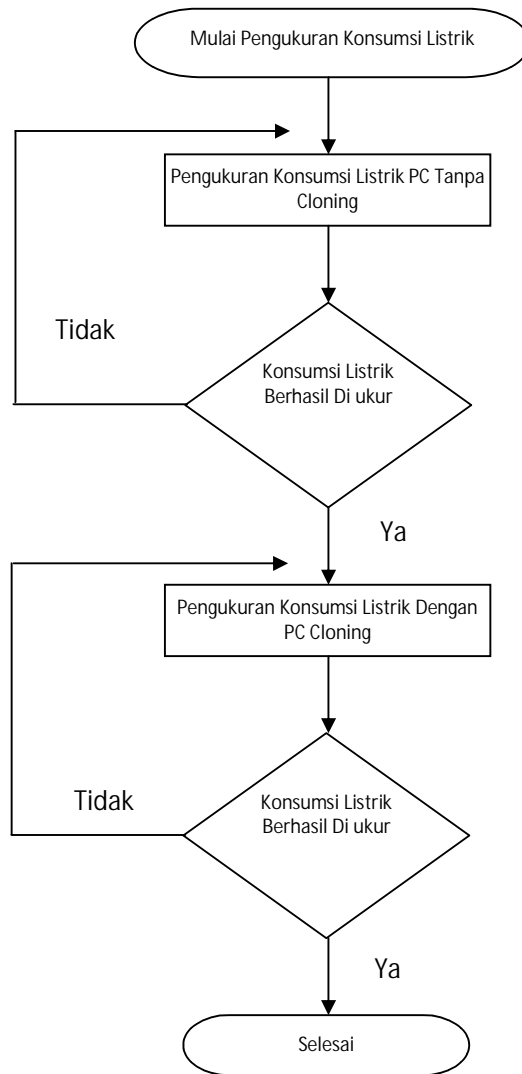 Mulai Pengukuran Konsumsi Listrik
Pengukuran Konsumsi Listrik PC Tanpa
Cloning
Tidak
Konsumsi Listrik
Berhasil Di ukur
Ya
Pengukuran Konsumsi Listrik Dengan
PC Cloning
Tidak
Konsumsi Listrik
Berhasil Di ukur
Ya
Selesai